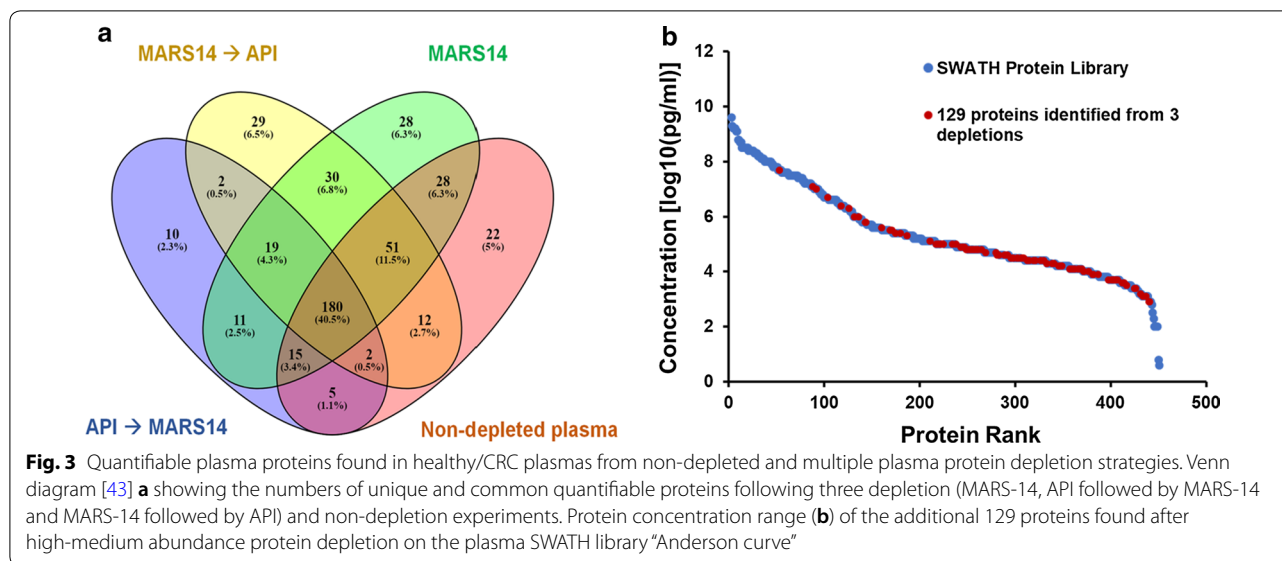 a
MARS14 → API
MARS14
29
(6.5%)
28
(6.3%)
2
(0.5%)
30
(6.8%)
28
(6.3%)
10
(2.3%)
19
(4.3%)
51
(11.5%)
22
(5%)
180
(40.5%)
11
(2.5%)
12
(2.7%)
15
(3.4%)
2
(0.5%)
5
(1.1%)
API → MARS14
Non-depleted plasma
b
Concentration [log10(pg/ml)]
12
10
8
6
4
2
0
SWATH Protein Library
129 proteins identified from 3
depletions
0 100 200 300 400 500
Protein Rank
Fig. 3 Quantifiable plasma proteins found in healthy/CRC plasmas from non-depleted and multiple plasma protein depletion strategies. Venn
diagram [43] a showing the numbers of unique and common quantifiable proteins following three depletion (MARS-14, API followed by MARS-14
and MARS-14 followed by API) and non-depletion experiments. Protein concentration range (b) of the additional 129 proteins found after
high-medium abundance protein depletion on the plasma SWATH library “Anderson curve”